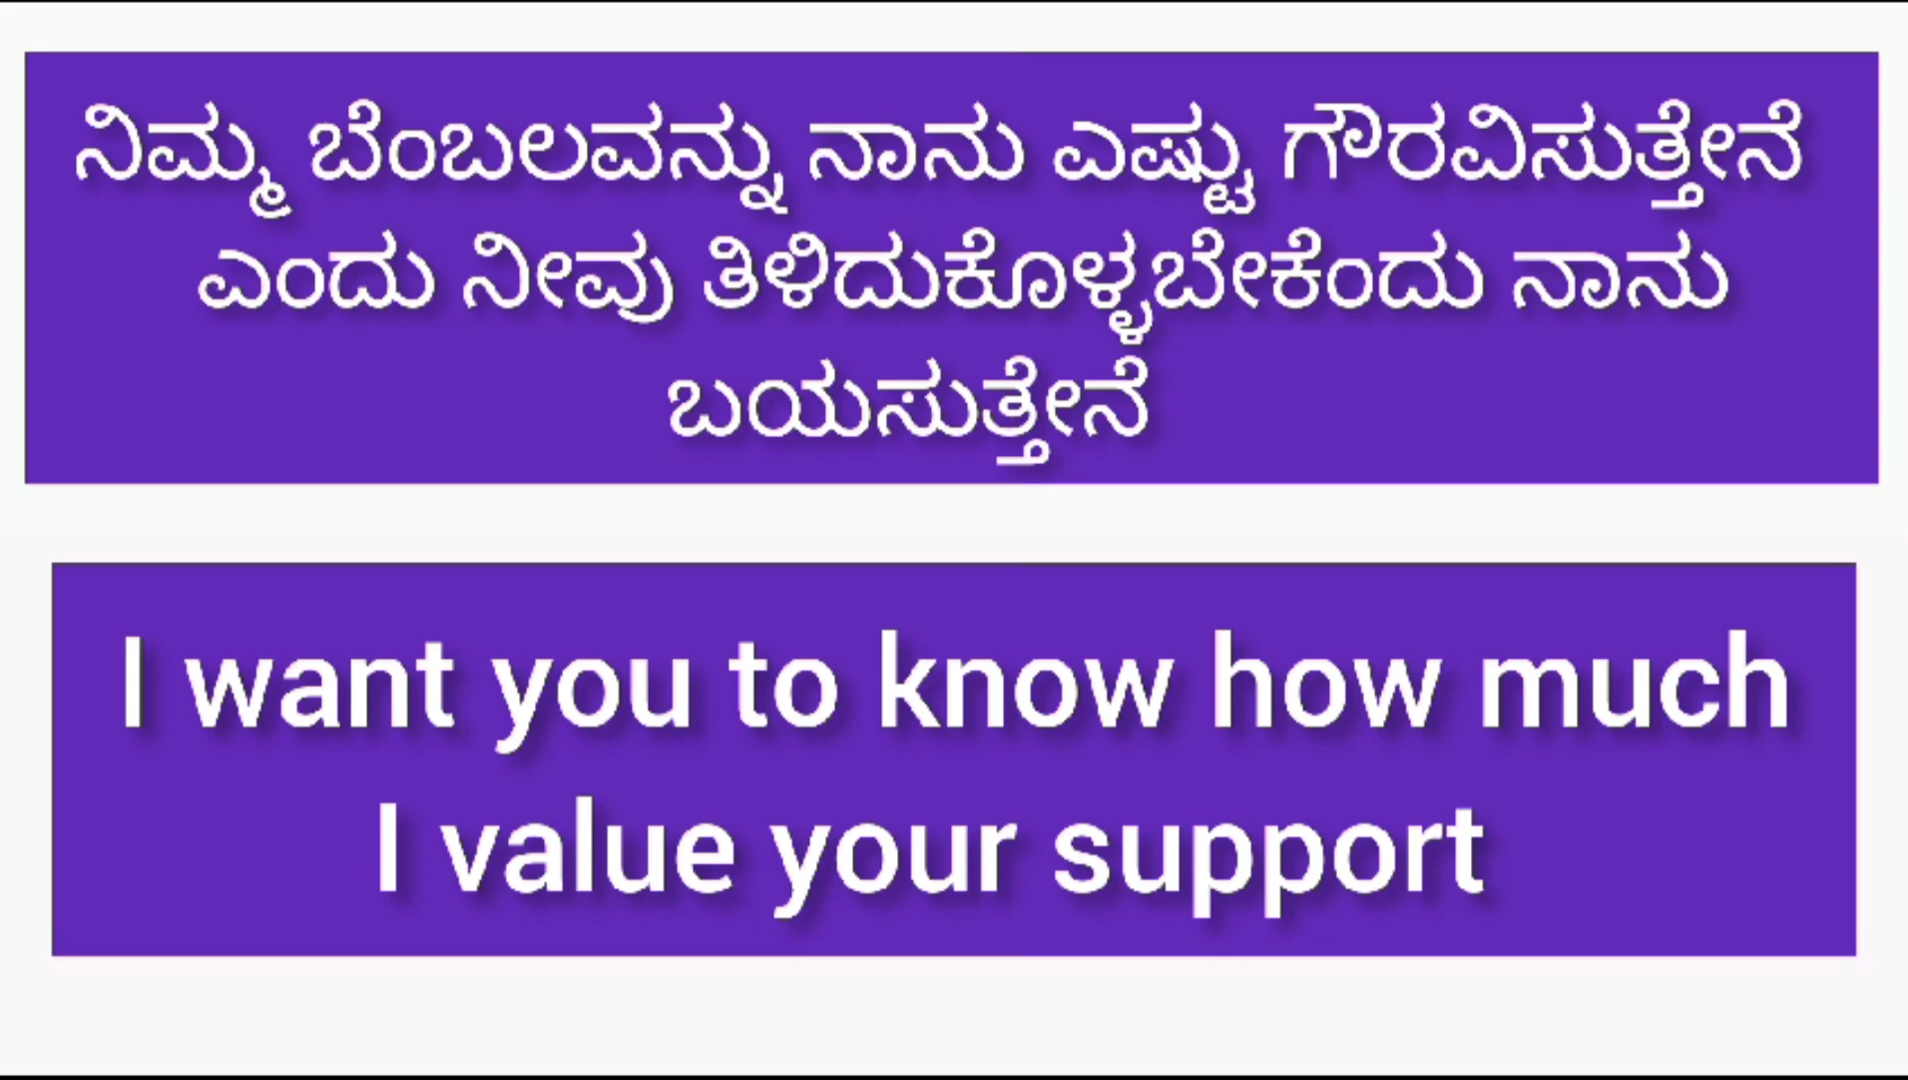 ನಿಮ್ಮ ಬೆಂಬಲವನ್ನು ನಾನು ಎಷ್ಟು ಗೌರವಿಸುತ್ತೇನೆ
ಎಂದು ನೀವು ತಿಳಿದುಕೊಳ್ಳಬೇಕೆಂದು ನಾನು
ಬಯಸುತ್ತೇನೆ
I want you to know how much
I value your support